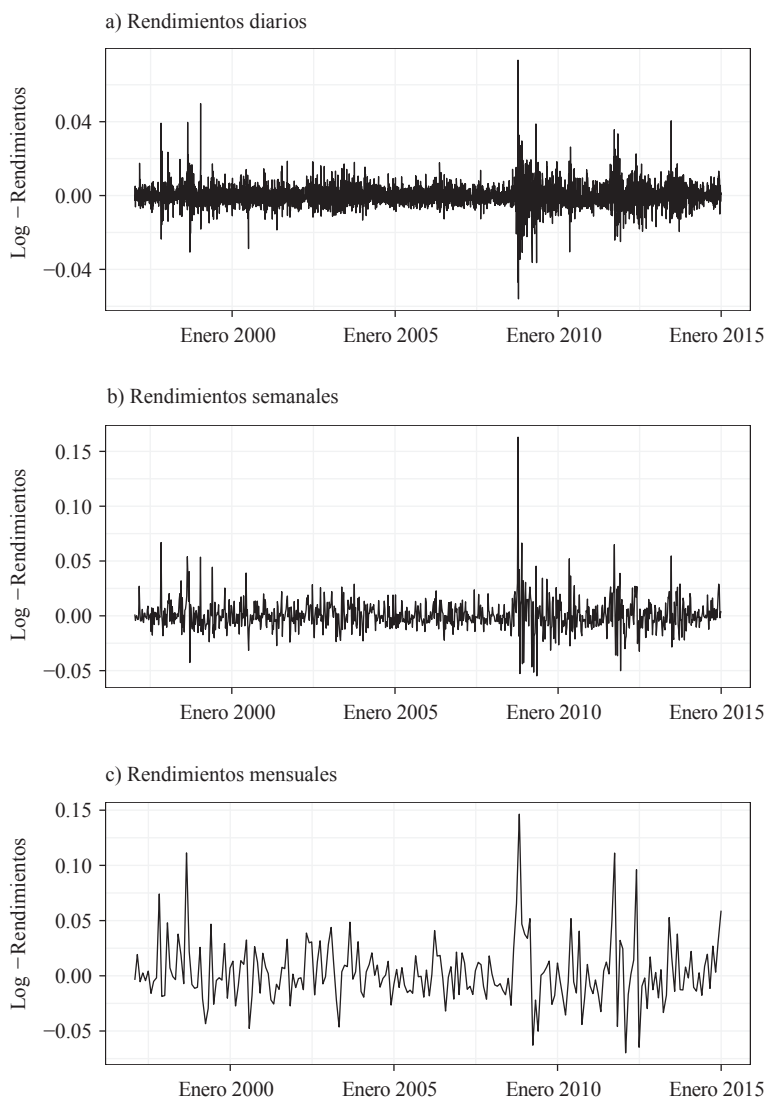 a) Rendimientos diarios
Log −Rendimientos
0.04
0.00
−0.04
Enero 2000 Enero 2005 Enero 2010 Enero 2015
b) Rendimientos semanales
Log −Rendimientos
0.15
0.10
0.05
0.00
−0.05
Enero 2000 Enero 2005 Enero 2010 Enero 2015
c) Rendimientos mensuales
Log −Rendimientos
0.15
0.10
0.05
0.00
−0.05
Enero 2000 Enero 2005 Enero 2010 Enero 2015